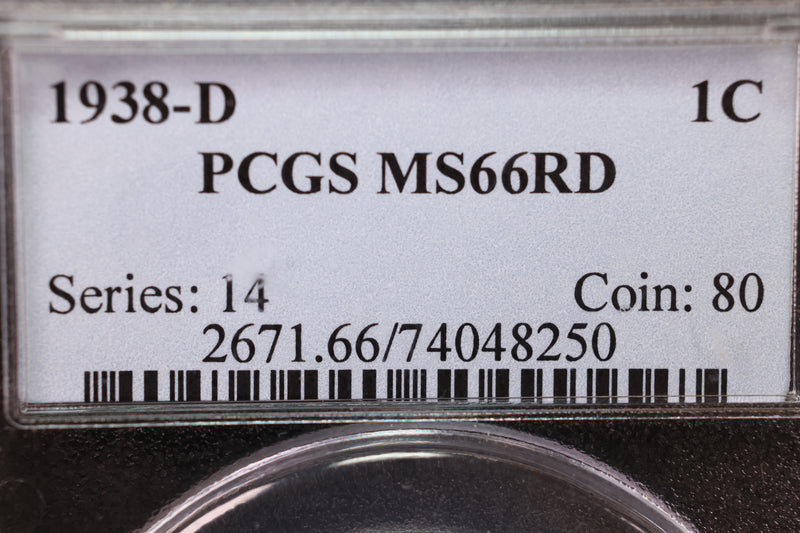 1938-D 1C
PCGS MS66RD
Series: 14 Coin: 80
2671.66/74048250